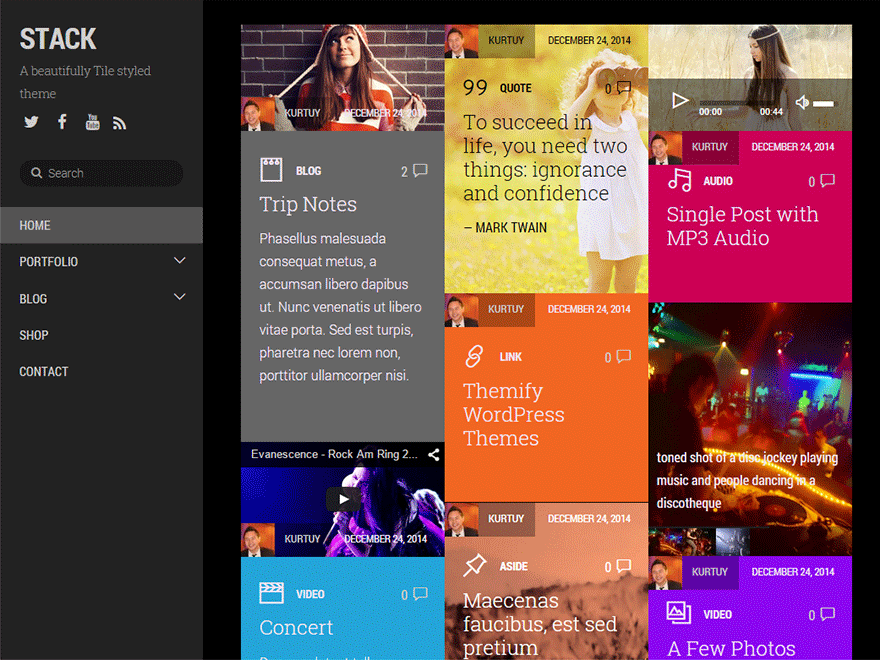 STACK
A beautifully Tile styled
theme
You
Tube
Search
HOME
PORTFOLIO
BLOG
SHOP
CONTACT
KURTUY DECEMBER 24, 2014
BLOG 2
Trip Notes
Phasellus malesuada
consequat metus, a
accumsan libero dapibus
ut. Nunc venenatis ut libero
vitae porta. Sed est turpis,
pharetra nec lorem non,
porttitor ullamcorper nisi.
Evanescence - Rock Am Ring 2...
KURTUY DECEMBER 24, 2014
VIDEO 0
Concert
KURTUY DECEMBER 24, 2014
99 QUOTE 0
To succeed in
life, you need two
things: ignorance
and confidence
– MARK TWAIN
KURTUY DECEMBER 24, 2014
LINK 0
Themify
WordPress
Themes
KURTUY DECEMBER 24, 2014
ASIDE 0
Maecenas
faucibus, est sed
pretium
00:00 00:44
KURTUY DECEMBER 24, 2014
AUDIO 0
Single Post with
MP3 Audio
toned shot of a disc jockey playing
music and people dancing in a
discotheque
KURTUY DECEMBER 24, 2014
VIDEO 0
A Few Photos